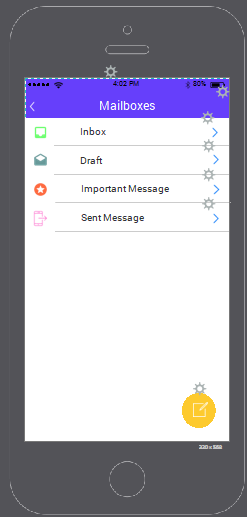 4:02 PM 80%
Mailboxes
Inbox
Draft
Important Message
Sent Message